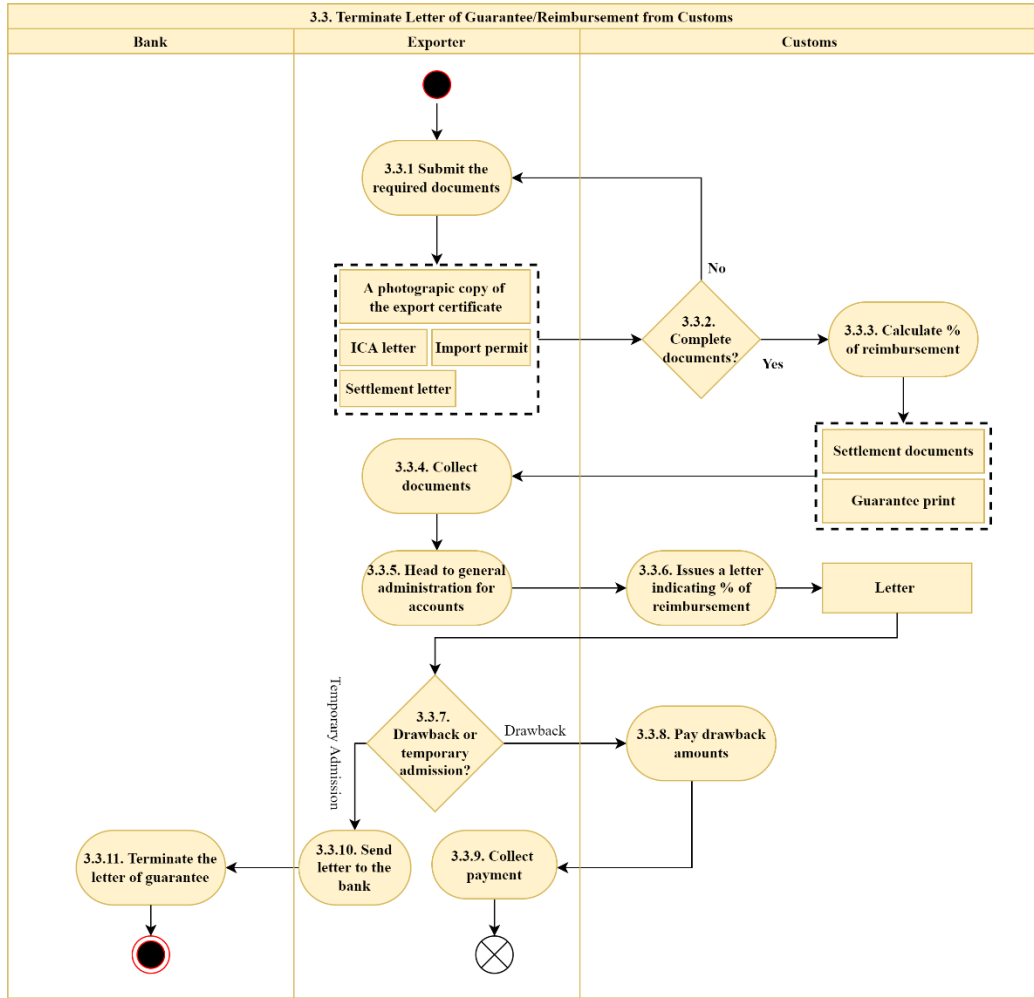 3.3. Terminate Letter of Guarantee/Reimbursement from Customs
Bank
Exporter
Customs
3.3.1 Submit the
required documents
A photograpic copy of
the export certificate
ICA letter
Import permit
Settlement letter
No
3.3.2.
Complete
documents?
Yes
3.3.3. Calculate %
of reimbursement
Settlement documents
Guarantee print
3.3.4. Collect
documents
3.3.5. Head to general
administration for
accounts
3.3.6. Issues a letter
indicating % of
reimbursement
Letter
3.3.7.
Drawback or
temporary
admission?
Temporary Admission
Drawback
3.3.8. Pay drawback
amounts
3.3.9. Collect
payment
3.3.10. Send
letter to the
bank
3.3.11. Terminate the
letter of guarantee